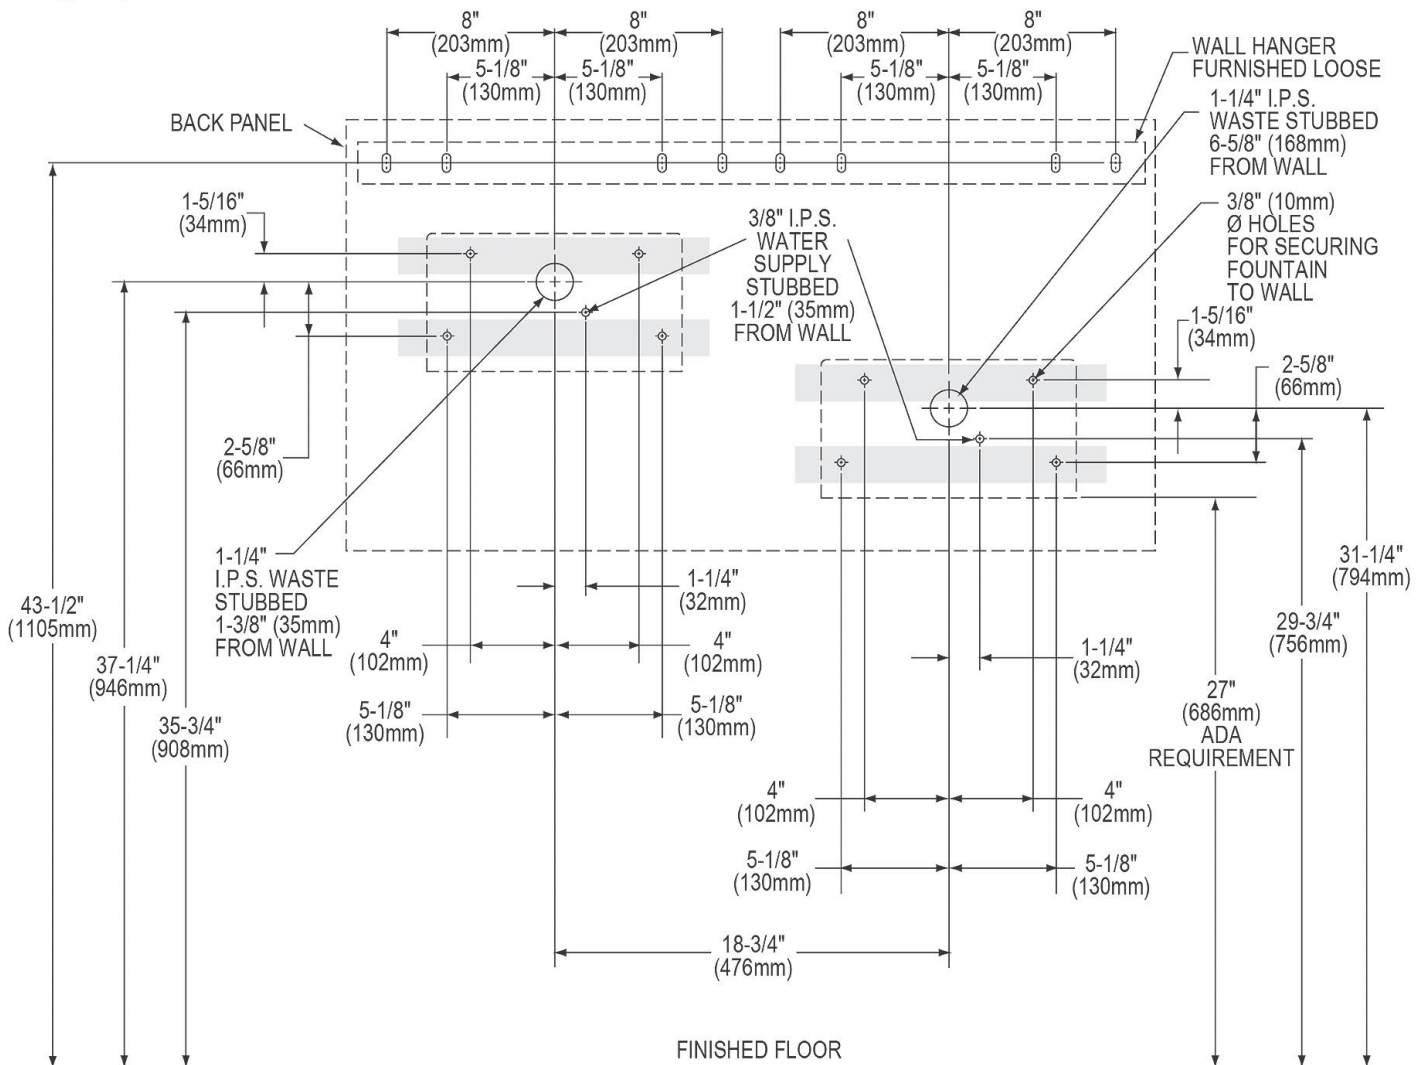 8"
(203mm)
8"
(203mm)
8"
(203mm)
8"
(203mm)
5-1/8"
(130mm)
5-1/8"
(130mm)
5-1/8"
(130mm)
5-1/8"
(130mm)
WALL HANGER
FURNISHED LOOSE
BACK PANEL
1-1/4" I.P.S.
WASTE STUBBED
6-5/8" (168mm)
FROM WALL
1-5/16"
(34mm)
3/8" I.P.S.
WATER
SUPPLY
STUBBED
1-1/2" (35mm)
FROM WALL
3/8" (10mm)
Ø HOLES
FOR SECURING
FOUNTAIN
TO WALL
1-5/16"
(34mm)
2-5/8"
(66mm)
2-5/8"
(66mm)
1-1/4"
I.P.S. WASTE
STUBBED
1-3/8" (35mm)
FROM WALL
43-1/2"
(1105mm)
37-1/4"
(946mm)
35-3/4"
(908mm)
1-1/4"
(32mm)
4"
(102mm)
4"
(102mm)
5-1/8"
(130mm)
5-1/8"
(130mm)
31-1/4"
(794mm)
29-3/4"
(756mm)
1-1/4"
(32mm)
27"
(686mm)
ADA
REQUIREMENT
4"
(102mm)
4"
(102mm)
5-1/8"
(130mm)
5-1/8"
(130mm)
18-3/4"
(476mm)
FINISHED FLOOR